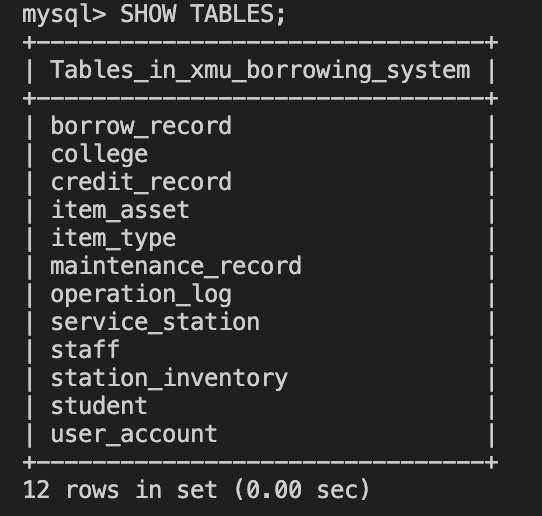 mysql> SHOW TABLES;
+---------------------------------+
| Tables_in_xmu_borrowing_system |
+---------------------------------+
| borrow_record |
| college |
| credit_record |
| item_asset |
| item_type |
| maintenance_record |
| operation_log |
| service_station |
| staff |
| station_inventory |
| student |
| user_account |
+---------------------------------+
12 rows in set (0.00 sec)